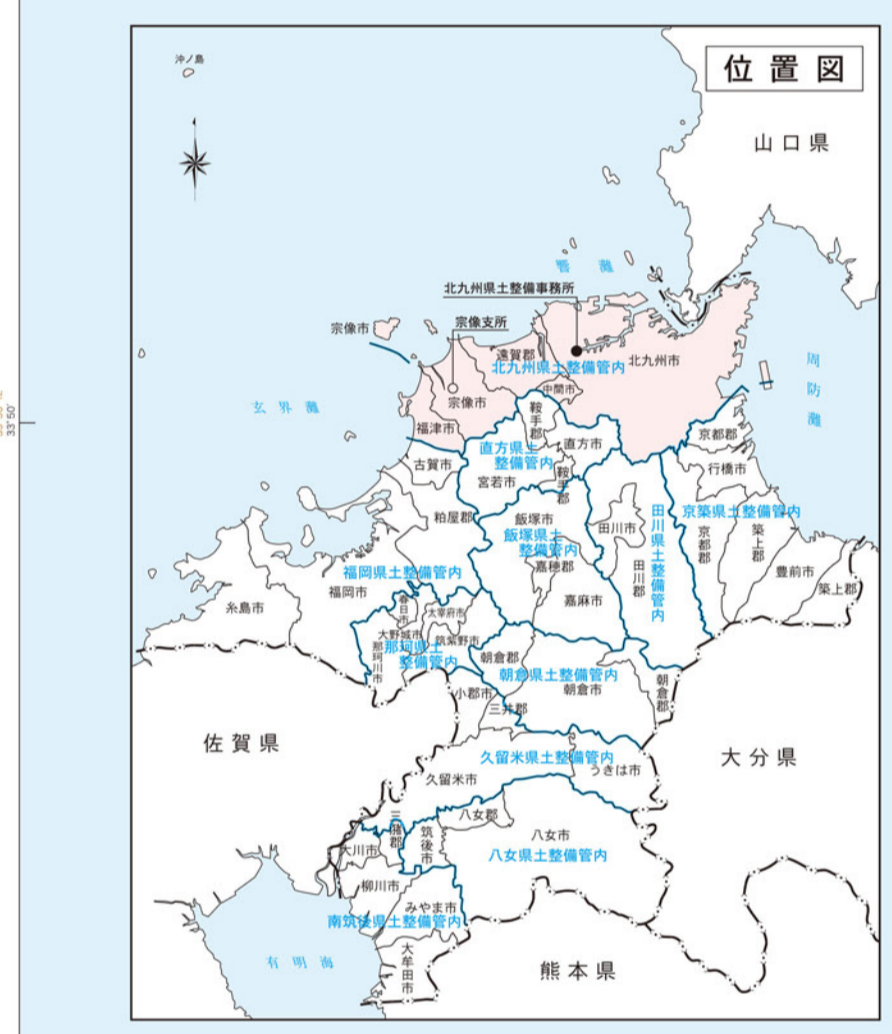 位置図
沖ノ島
山口県
響灘
北九州県土整備事務所
宗像支所
宗像市
遠賀郡
北九州市
北九州県土整備管内
中間市
周防灘
玄界灘
宗像市
33°50′
福津市
鞍手郡
直方市
京都郡
古賀市
直方県土
整備管内
行橋市
宮若市
鞍手郡
粕屋郡
飯塚市
飯塚県土
整備管内
田川市
田川県土整備管内
京築県土整備管内
京都郡
築上郡
嘉穂郡
福岡県土整備管内
福岡市
田川郡
豊前市
築上郡
糸島市
春日市
太宰府市
嘉麻市
大野城市
筑紫野市
那珂川市
那珂県土
整備管内
朝倉郡
朝倉県土整備管内
朝倉市
朝倉郡
小郡市
三井郡
佐賀県
大分県
久留米県土整備管内
うきは市
久留米市
三潴郡
八女郡
筑後市
八女市
大川市
八女県土整備管内
柳川市
みやま市
南筑後県土整備管内
大牟田市
有明海
熊本県